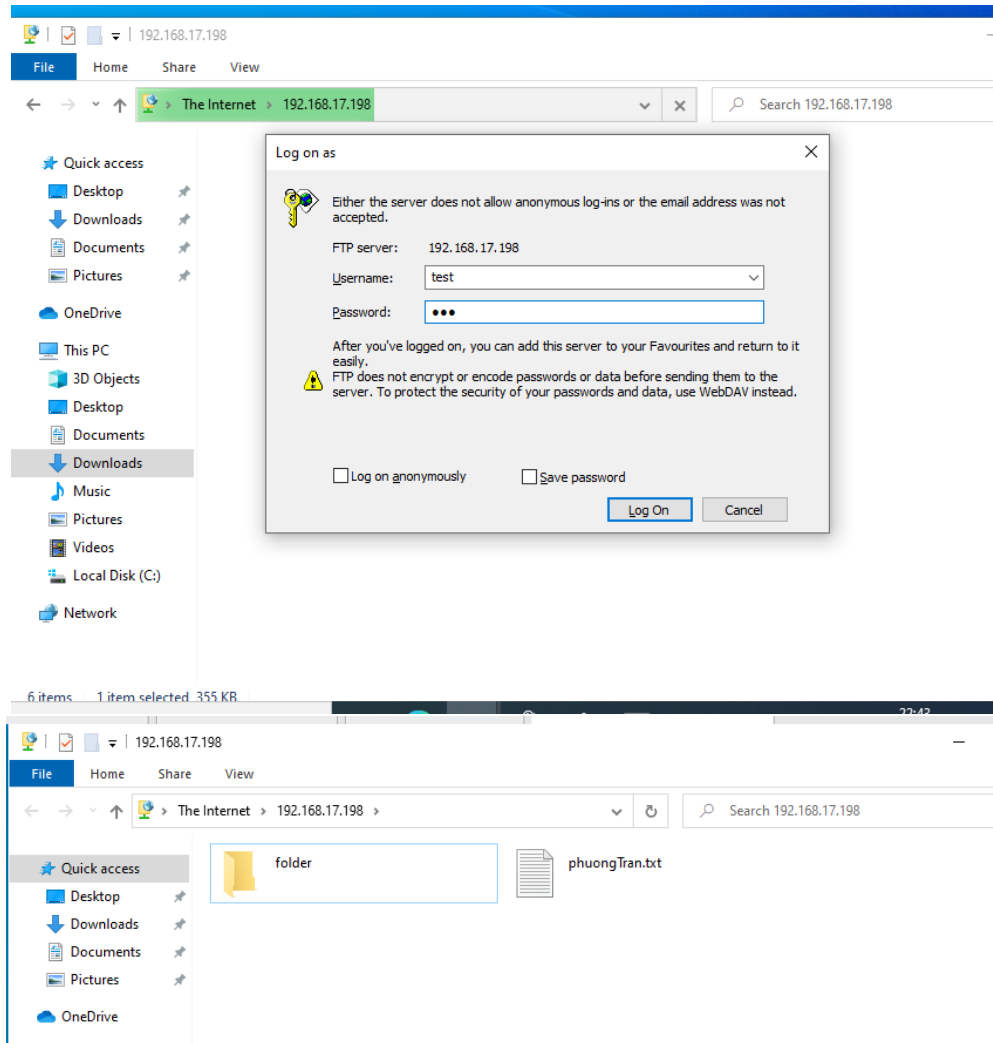 192.168.17.198
File Home Share View
The Internet > 192.168.17.198
Search 192.168.17.198
Quick access
Desktop
Downloads
Documents
Pictures
OneDrive
This PC
3D Objects
Desktop
Documents
Downloads
Music
Pictures
Videos
Local Disk (C:)
Network
6 items 1 item selected 355 KB
Log on as
Either the server does not allow anonymous log-ins or the email address was not
accepted.
FTP server: 192.168.17.198
Username: test
Password: •••
After you've logged on, you can add this server to your Favourites and return to it
easily.
FTP does not encrypt or encode passwords or data before sending them to the
server. To protect the security of your passwords and data, use WebDAV instead.
Log on anonymously
Save password
Log On
Cancel
22:43
192.168.17.198
File Home Share View
The Internet > 192.168.17.198 >
Search 192.168.17.198
Quick access
Desktop
Downloads
Documents
Pictures
OneDrive
folder
phuongTran.txt